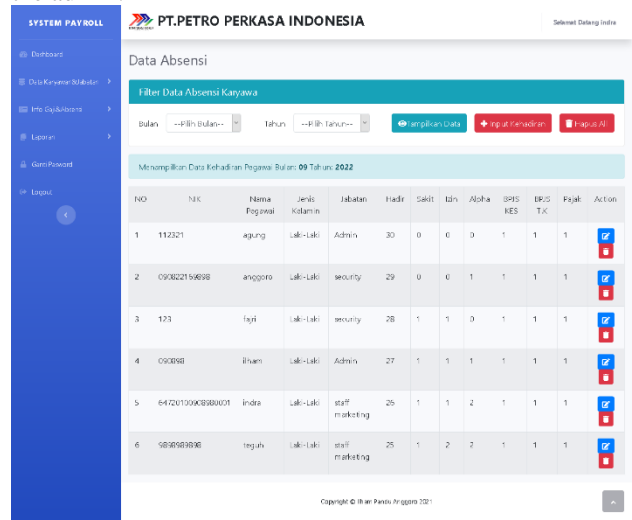 SYSTEM PAYROLL
PT.PETRO PERKASA INDONESIA
Selamat Datang Indra
Dashboard
Data Karyawan&Jabatan
Info Gaji&Absensi
Laporan
Ganti Password
Logout
Data Absensi
Filter Data Absensi Karyawa
Bulan --Pilih Bulan-- Tahun --Pilih Tahun-- Tampilkan Data Input Kehadiran Hapus All
Menampilkan Data Kehadiran Pegawai Bulan: 09 Tahun: 2022
NO NIK Nama Pegawai Jenis Kelamin Jabatan Hadir Sakit Izin Alpha BPJS KES BPJS T.K Pajak Action
1 112321 agung Laki-Laki Admin 30 0 0 0 1 1 1
2 090822159898 anggoro Laki-Laki security 29 0 0 1 1 1 1
3 123 fajri Laki-Laki security 28 1 1 0 1 1 1
4 090898 ilham Laki-Laki Admin 27 1 1 1 1 1 1
5 64720100908980001 indra Laki-Laki staff marketing 26 1 1 2 1 1 1
6 9898989898 teguh Laki-Laki staff marketing 25 1 2 2 1 1 1
Copyright © Ilham Pandu Anggoro 2021